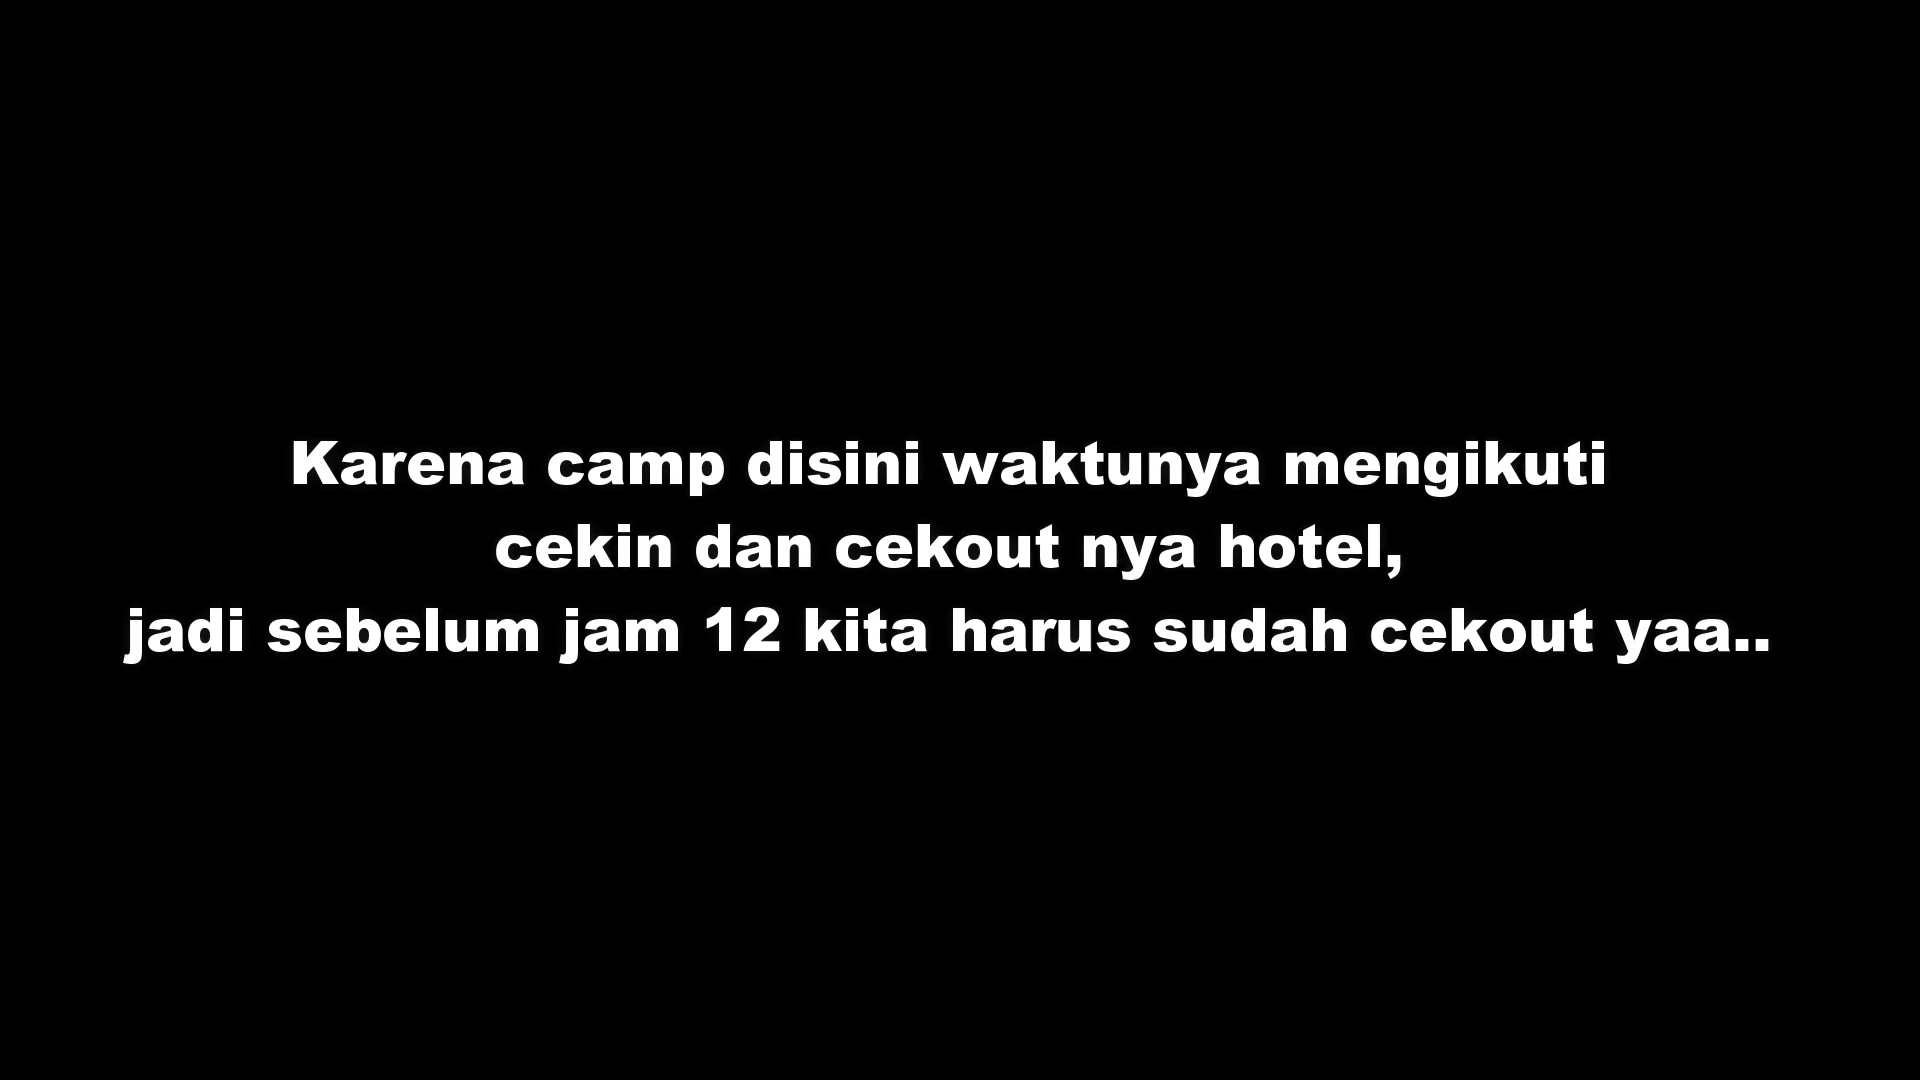 Karena camp disini waktunya mengikuti
cekin dan cekout nya hotel,
jadi sebelum jam 12 kita harus sudah cekout yaa..